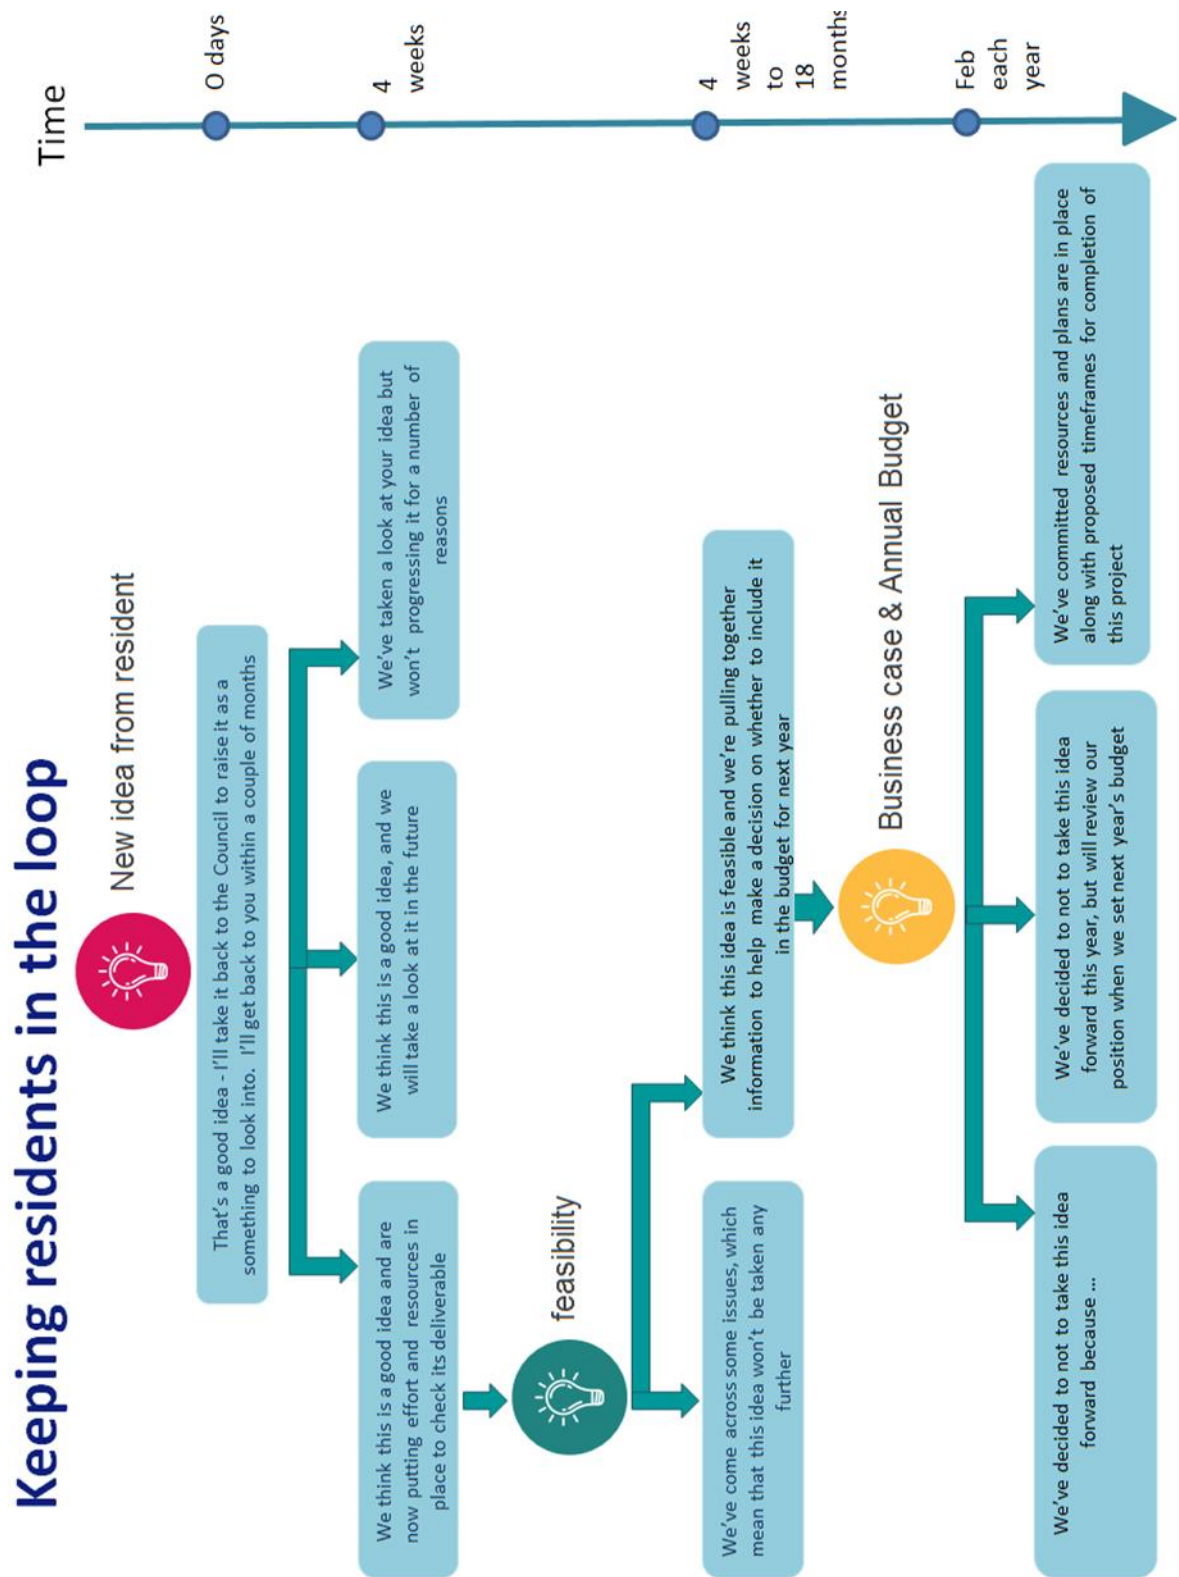 Keeping residents in the loop
Time
New idea from resident
0 days
That's a good idea - I'll take it back to the Council to raise it as a
something to look into. I'll get back to you within a couple of months
4
weeks
We think this is a good idea and are
now putting effort and resources in
place to check its deliverable
We think this is a good idea, and we
will take a look at it in the future
We've taken a look at your idea but
won't progressing it for a number of
reasons
feasibility
4
weeks
to
18
months
We've come across some issues, which
mean that this idea won't be taken any
further
We think this idea is feasible and we're pulling together
information to help make a decision on whether to include it
in the budget for next year
Business case & Annual Budget
Feb
each
year
We've decided to not to take this idea
forward because ...
We've decided to not to take this idea
forward this year, but will review our
position when we set next year's budget
We've committed resources and plans are in place
along with proposed timeframes for completion of
this project